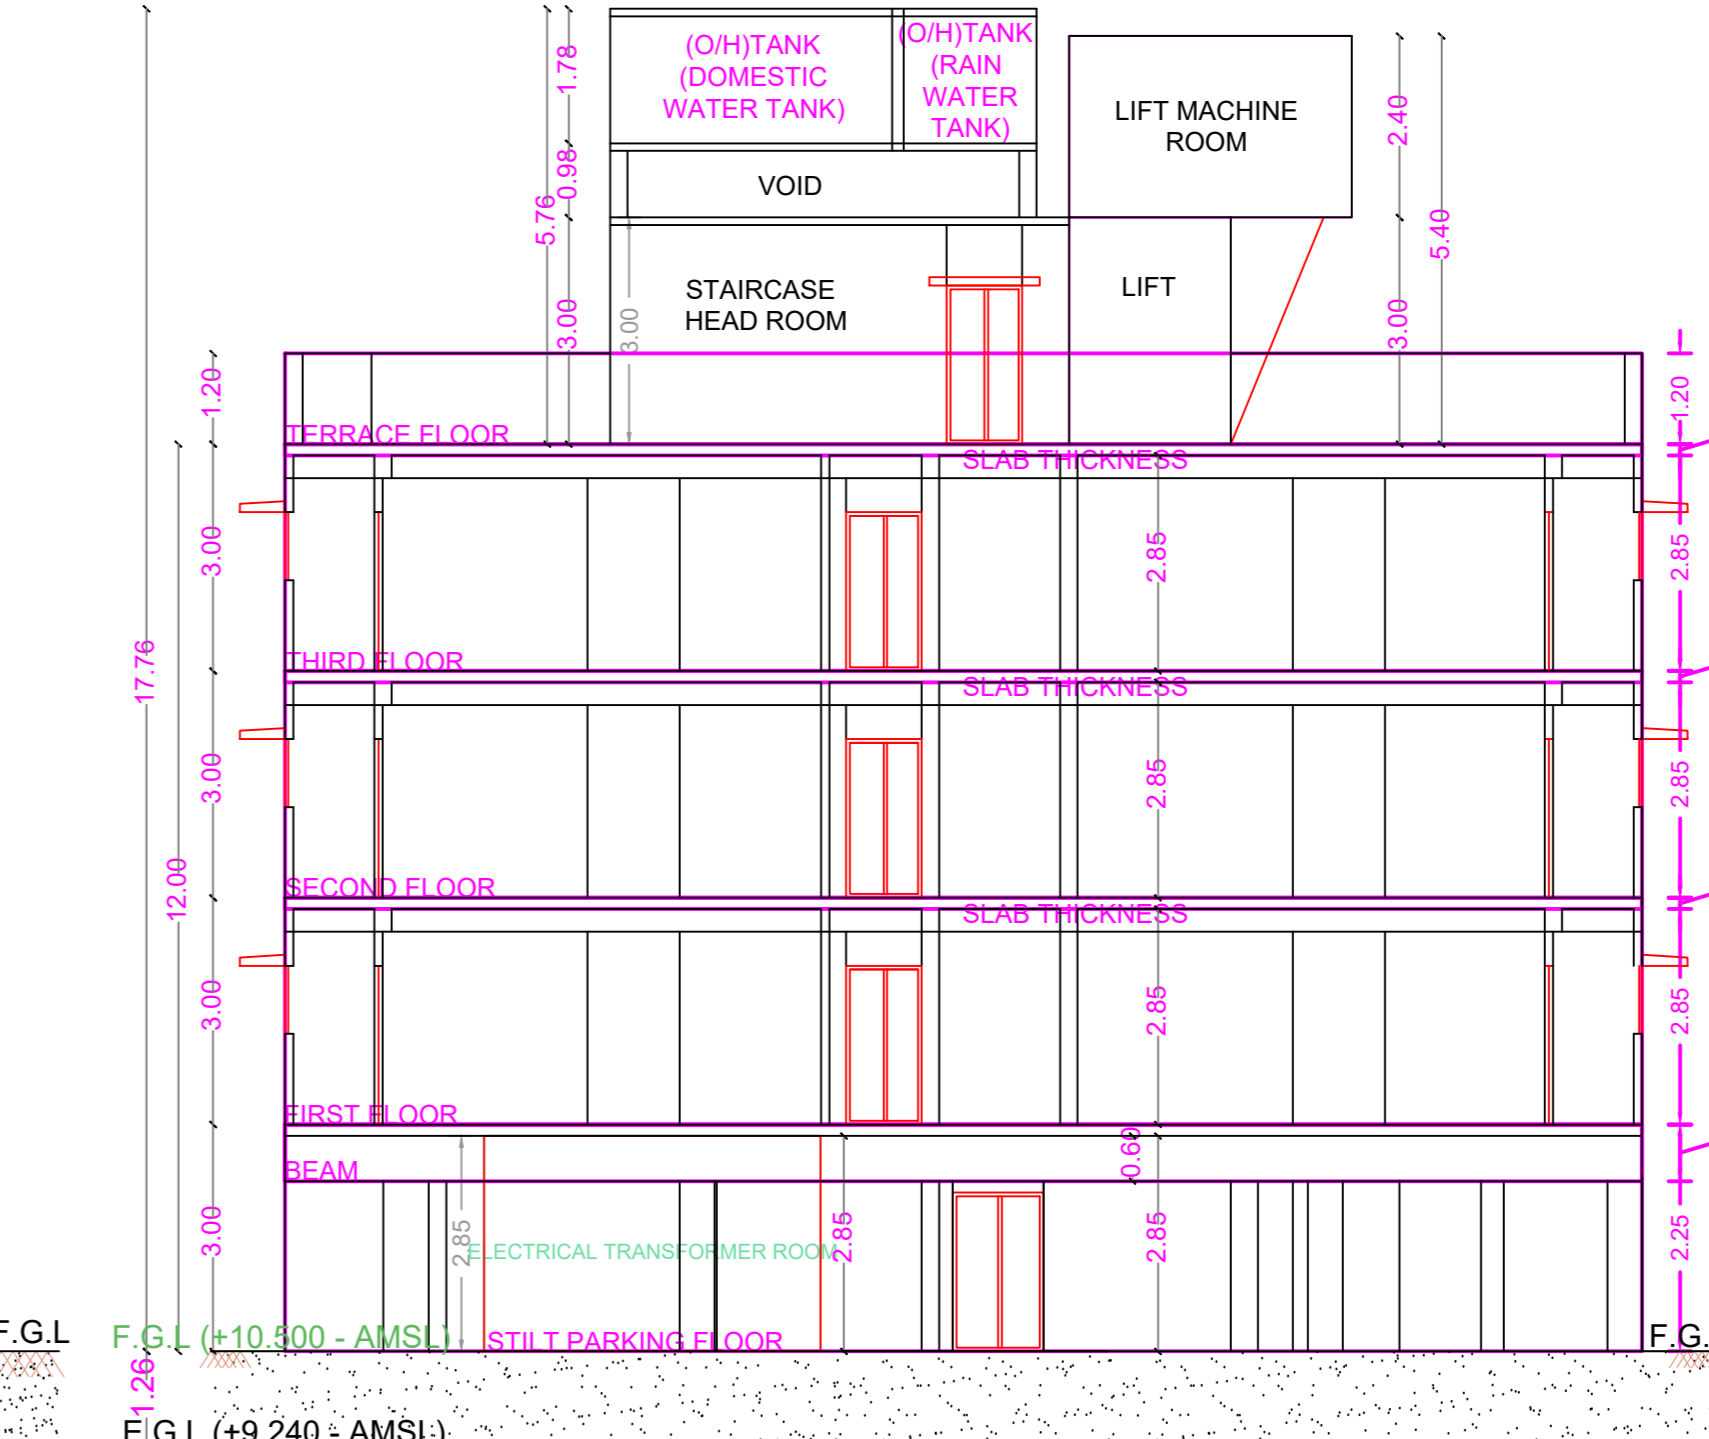 (O/H)TANK
(DOMESTIC
WATER TANK)
(O/H)TANK
(RAIN
WATER
TANK)
LIFT MACHINE
ROOM
VOID
1.78
0.98
5.76
3.00
3.00
2.40
5.40
3.00
STAIRCASE
HEAD ROOM
LIFT
1.20
1.20
TERRACE FLOOR
SLAB THICKNESS
3.00
2.85
2.85
THIRD FLOOR
SLAB THICKNESS
17.76
3.00
2.85
2.85
12.00
SECOND FLOOR
SLAB THICKNESS
3.00
2.85
2.85
FIRST FLOOR
BEAM
0.60
3.00
2.85
ELECTRICAL TRANSFORMER ROOM
2.85
2.85
2.25
F.G.L
F.G.L (+10.500 - AMSL)
STILT PARKING FLOOR
F.G.
1.26
F.G.L (+9.240 - AMSL)